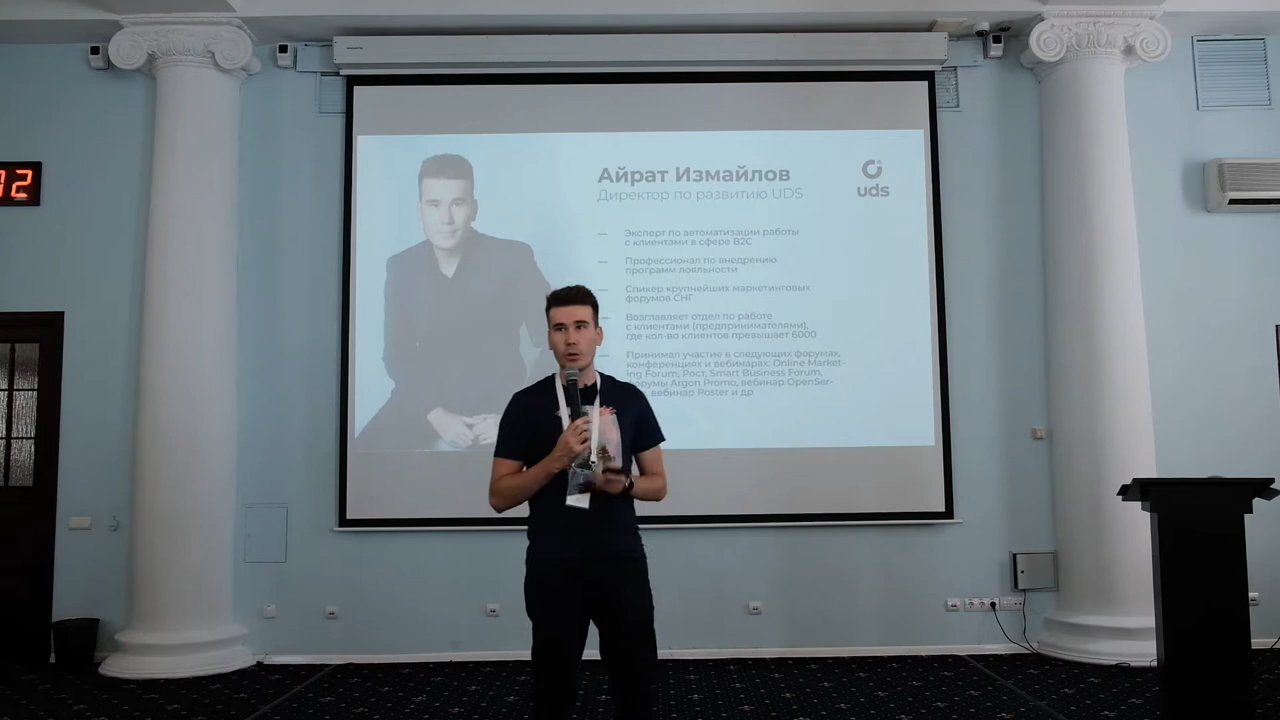 02
Айрат Измайлов
Директор по развитию UDS
uds
— Эксперт по автоматизации работы
с клиентами в сфере B2C
— Профессионал по внедрению
программ лояльности
— Спикер крупнейших маркетинговых
форумов СНГ
— Возглавляет отдел по работе
с клиентами (предпринимателями),
где кол-во клиентов превышает 6000
— Принимал участие в следующих форумах,
конференциях и вебинарах: Online Market-
ing Forum, Рост, Smart Business Forum,
форумы Argon Promo, вебинар OpenSer-
вебинар Poster и др